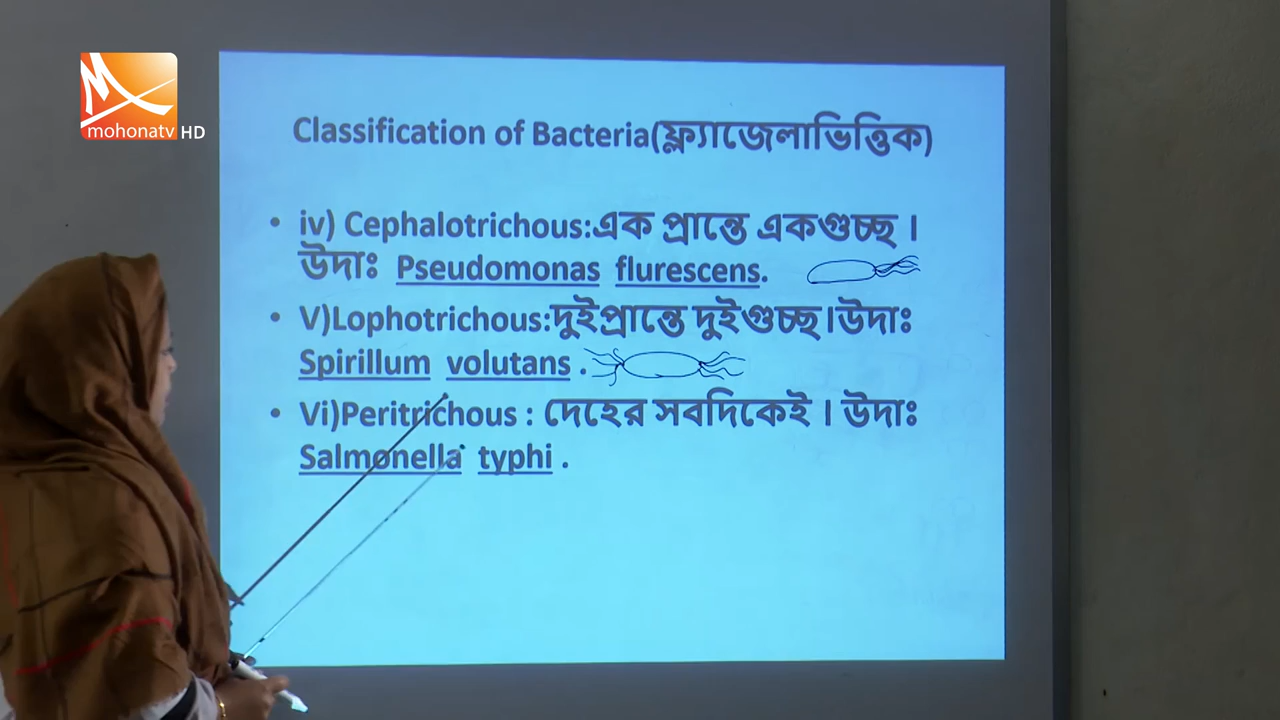 mohonatv HD
Classification of Bacteria(ফ্ল্যাজেলাভিত্তিক)
• iv) Cephalotrichous:এক প্রান্তে একগুচ্ছ ।
উদাঃ Pseudomonas flurescens.
• V)Lophotrichous:দুইপ্রান্তে দুইগুচ্ছ।উদাঃ
Spirillum volutans .
• Vi)Peritrichous : দেহের সবদিকেই । উদাঃ
Salmonella typhi .